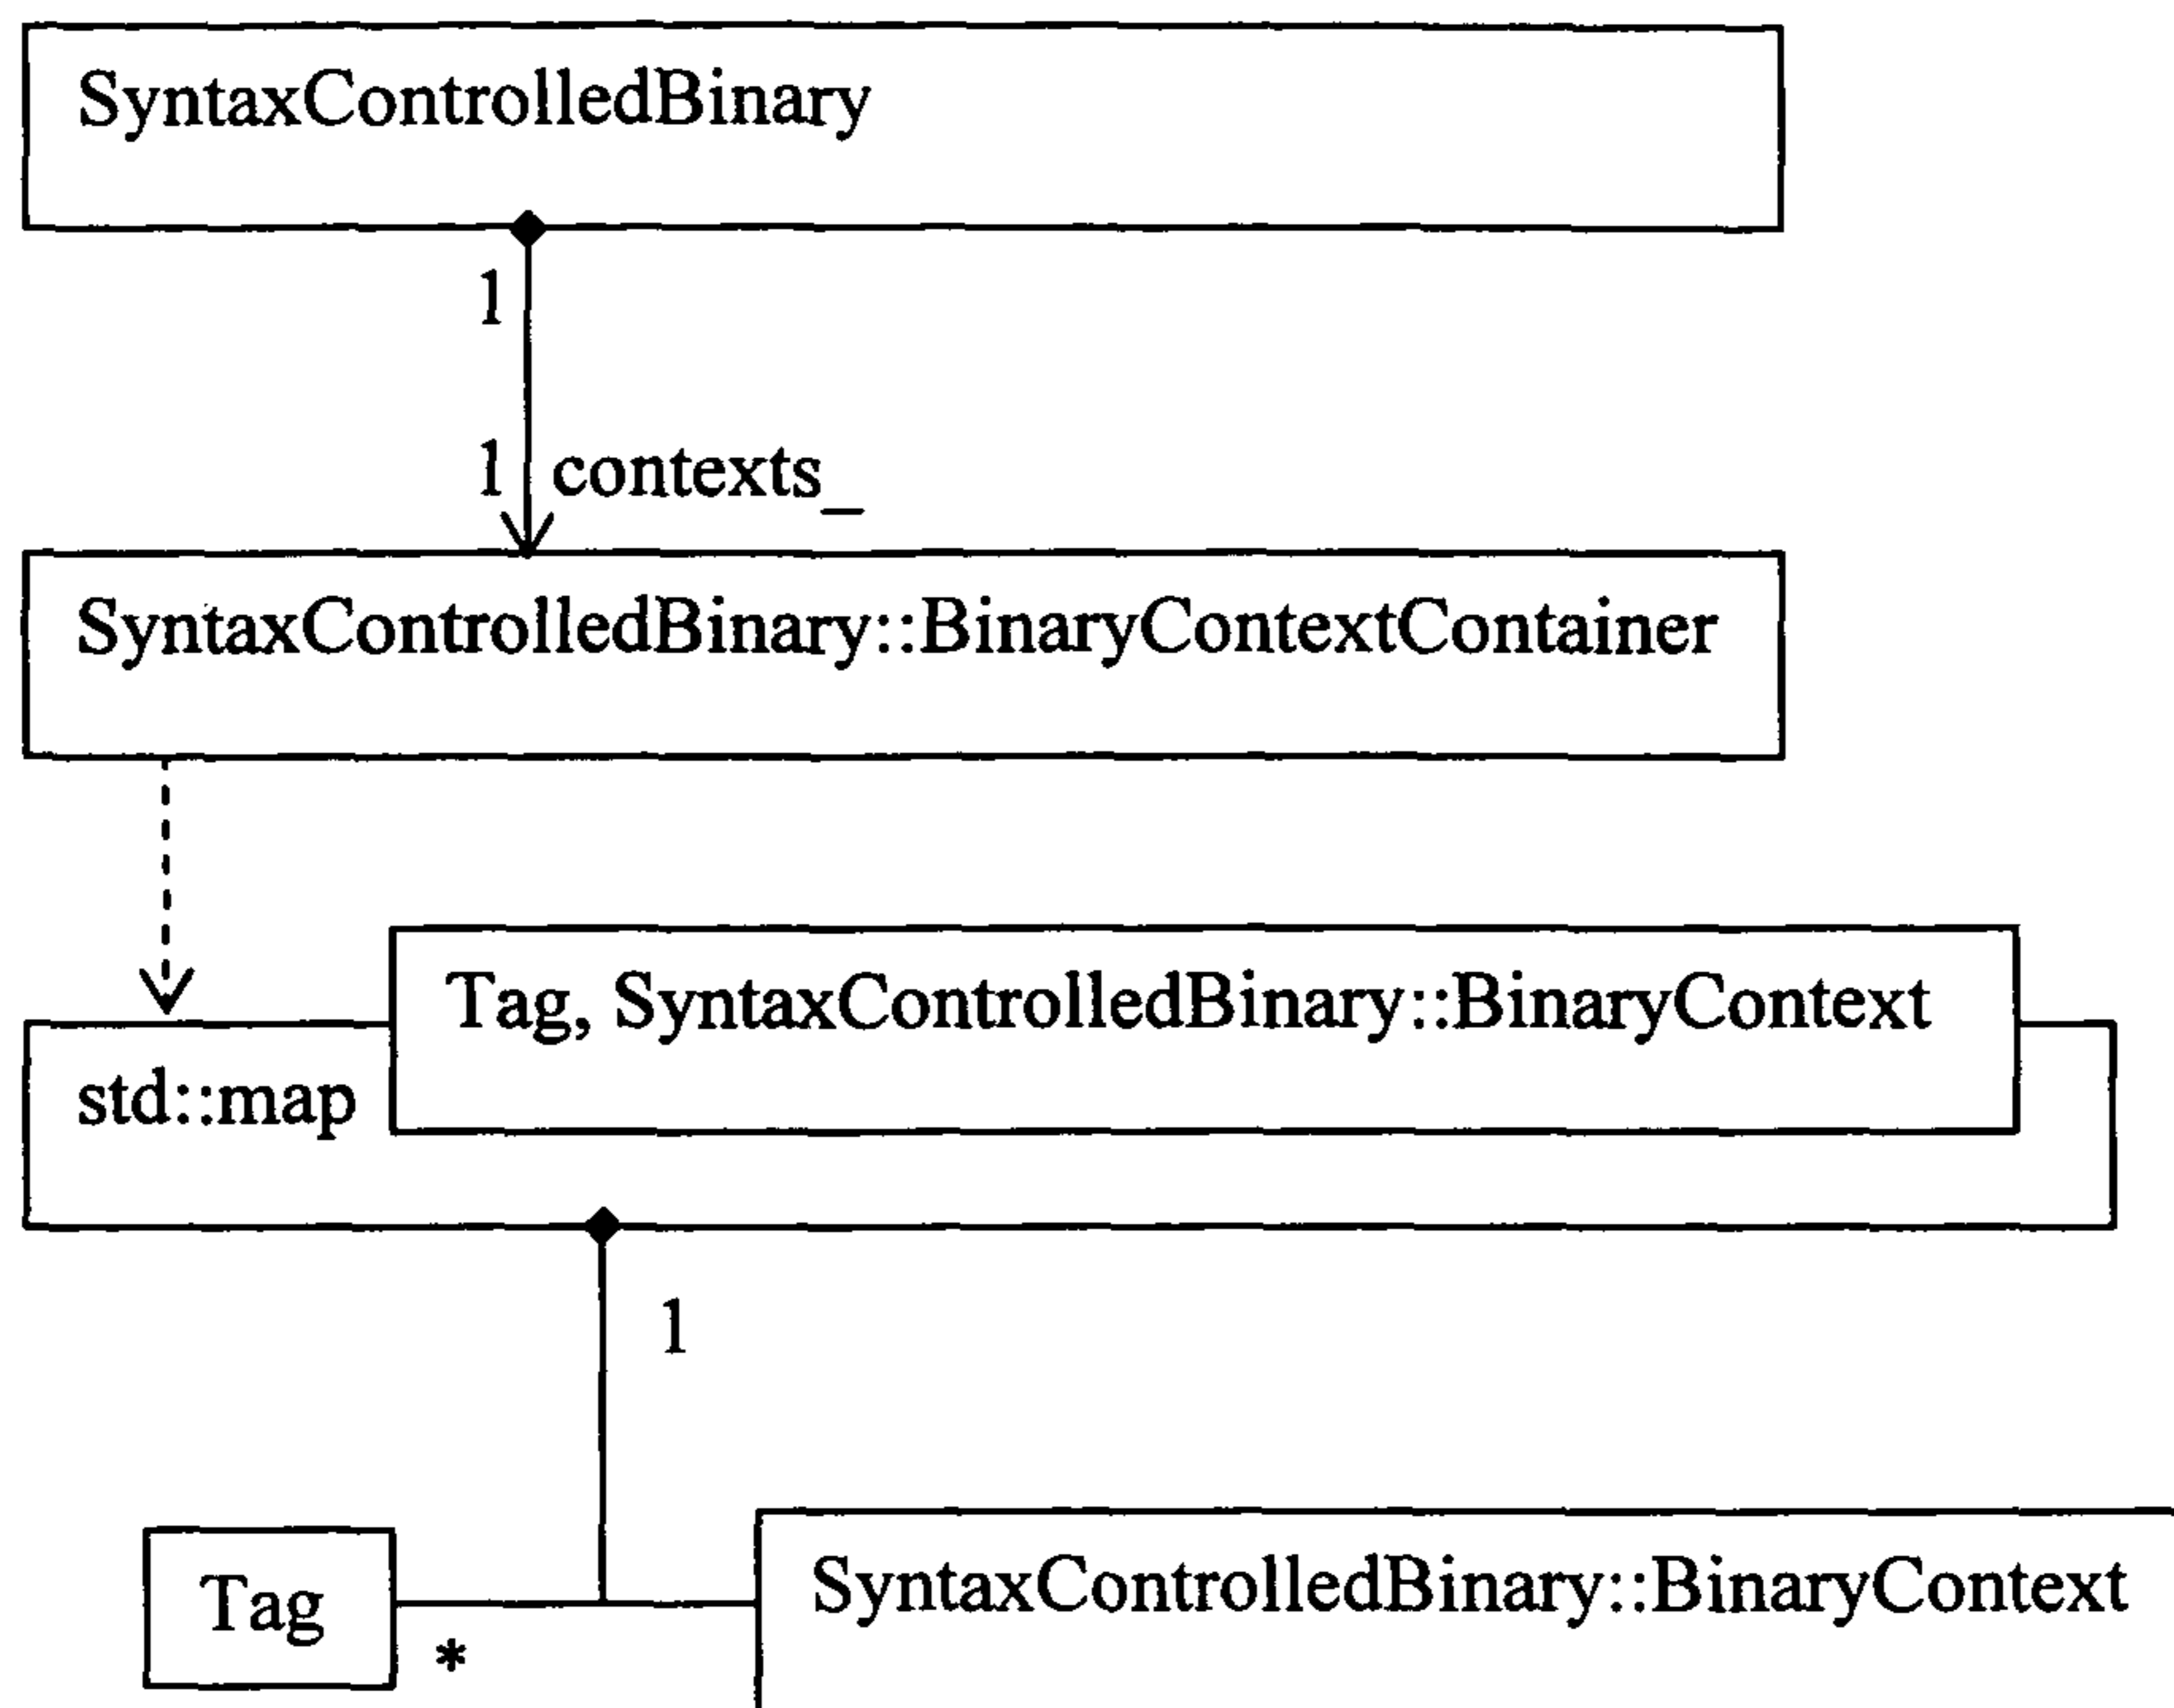 SyntaxControlledBinary
1
1 contexts_
SyntaxControlledBinary::BinaryContextContainer
Tag, SyntaxControlledBinary::BinaryContext
std::map
1
SyntaxControlledBinary::BinaryContext
Tag
*